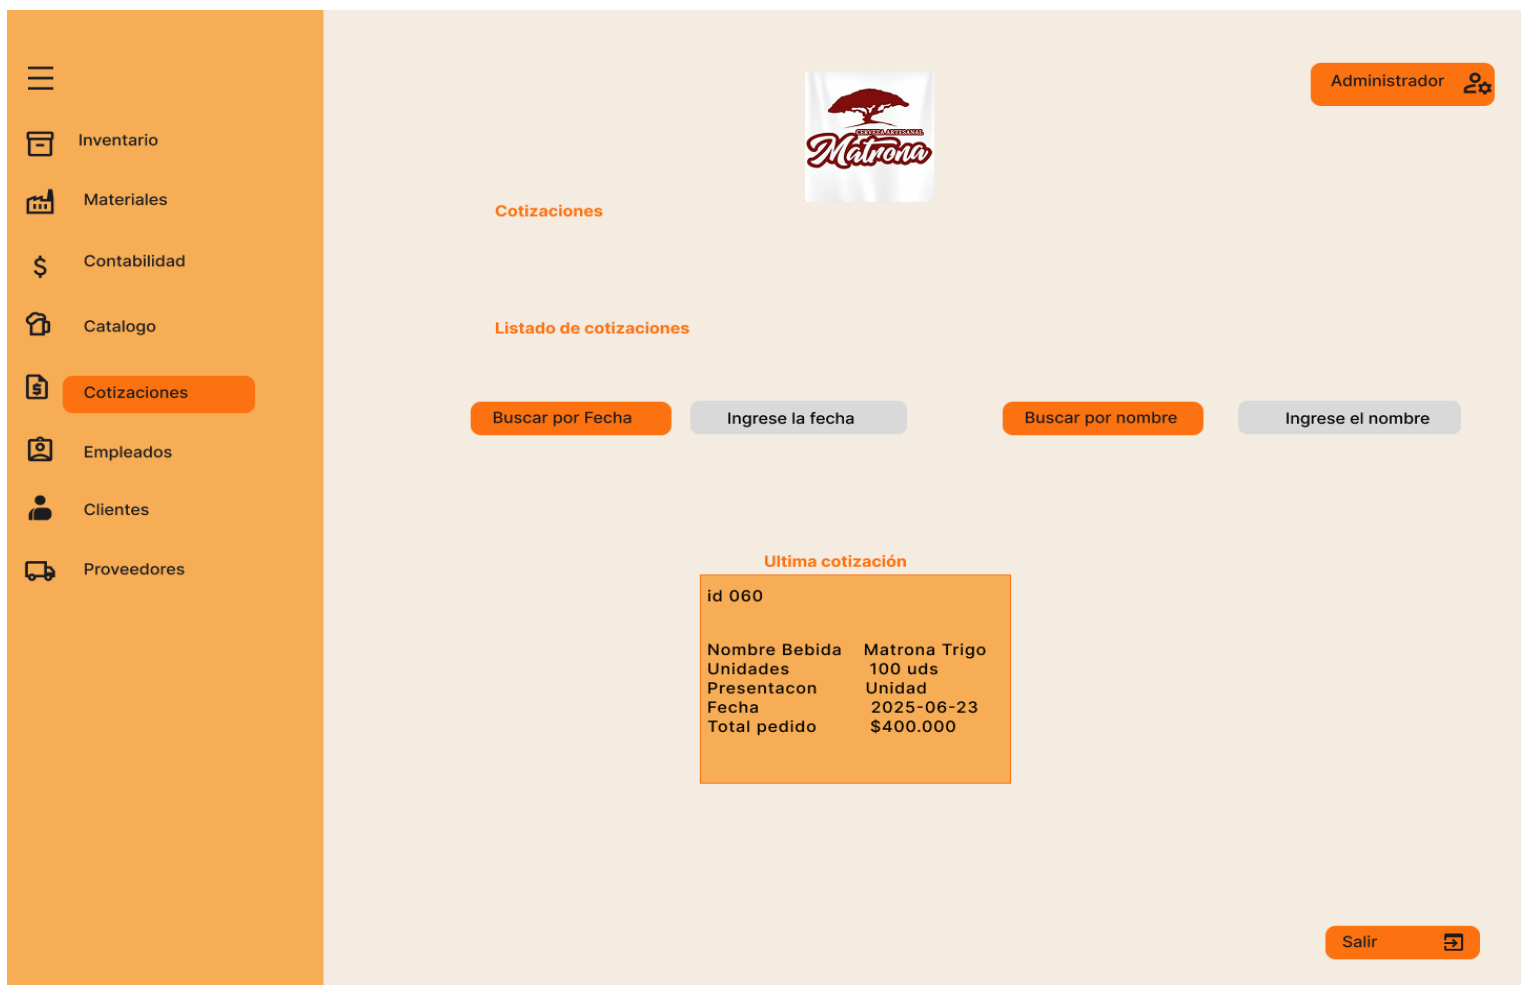 Administrador
CERVEZA ARTESANAL
Matrona
Inventario
Materiales
Contabilidad
Catalogo
Cotizaciones
Empleados
Clientes
Proveedores
Cotizaciones
Listado de cotizaciones
Buscar por Fecha Ingrese la fecha Buscar por nombre Ingrese el nombre
Ultima cotización
id 060
Nombre Bebida Matrona Trigo
Unidades 100 uds
Presentacon Unidad
Fecha 2025-06-23
Total pedido $400.000
Salir